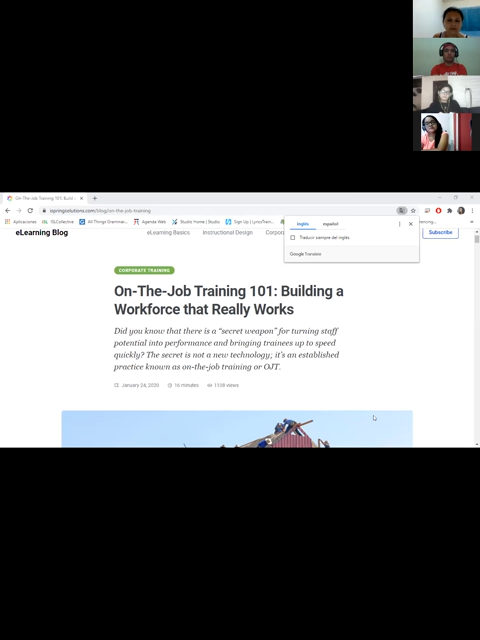 On-The-Job Training 101: Buil
ispringsolutions.com/blog/on-the-job-training
Aplicaciones
ISLCollective
All Things Grammar...
Agenda Web
Studio Home | Studio
Sign Up | LyricsTrain...
eLearning Blog
eLearning Basics
Instructional Design
Subscribe
inglés
español
Traducir siempre del inglés
Google Translate
CORPORATE TRAINING
On-The-Job Training 101: Building a
Workforce that Really Works
Did you know that there is a “secret weapon” for turning staff
potential into performance and bringing trainees up to speed
quickly? The secret is not a new technology; it’s an established
practice known as on-the-job training or OJT.
January 24, 2020
16 minutes
1108 views